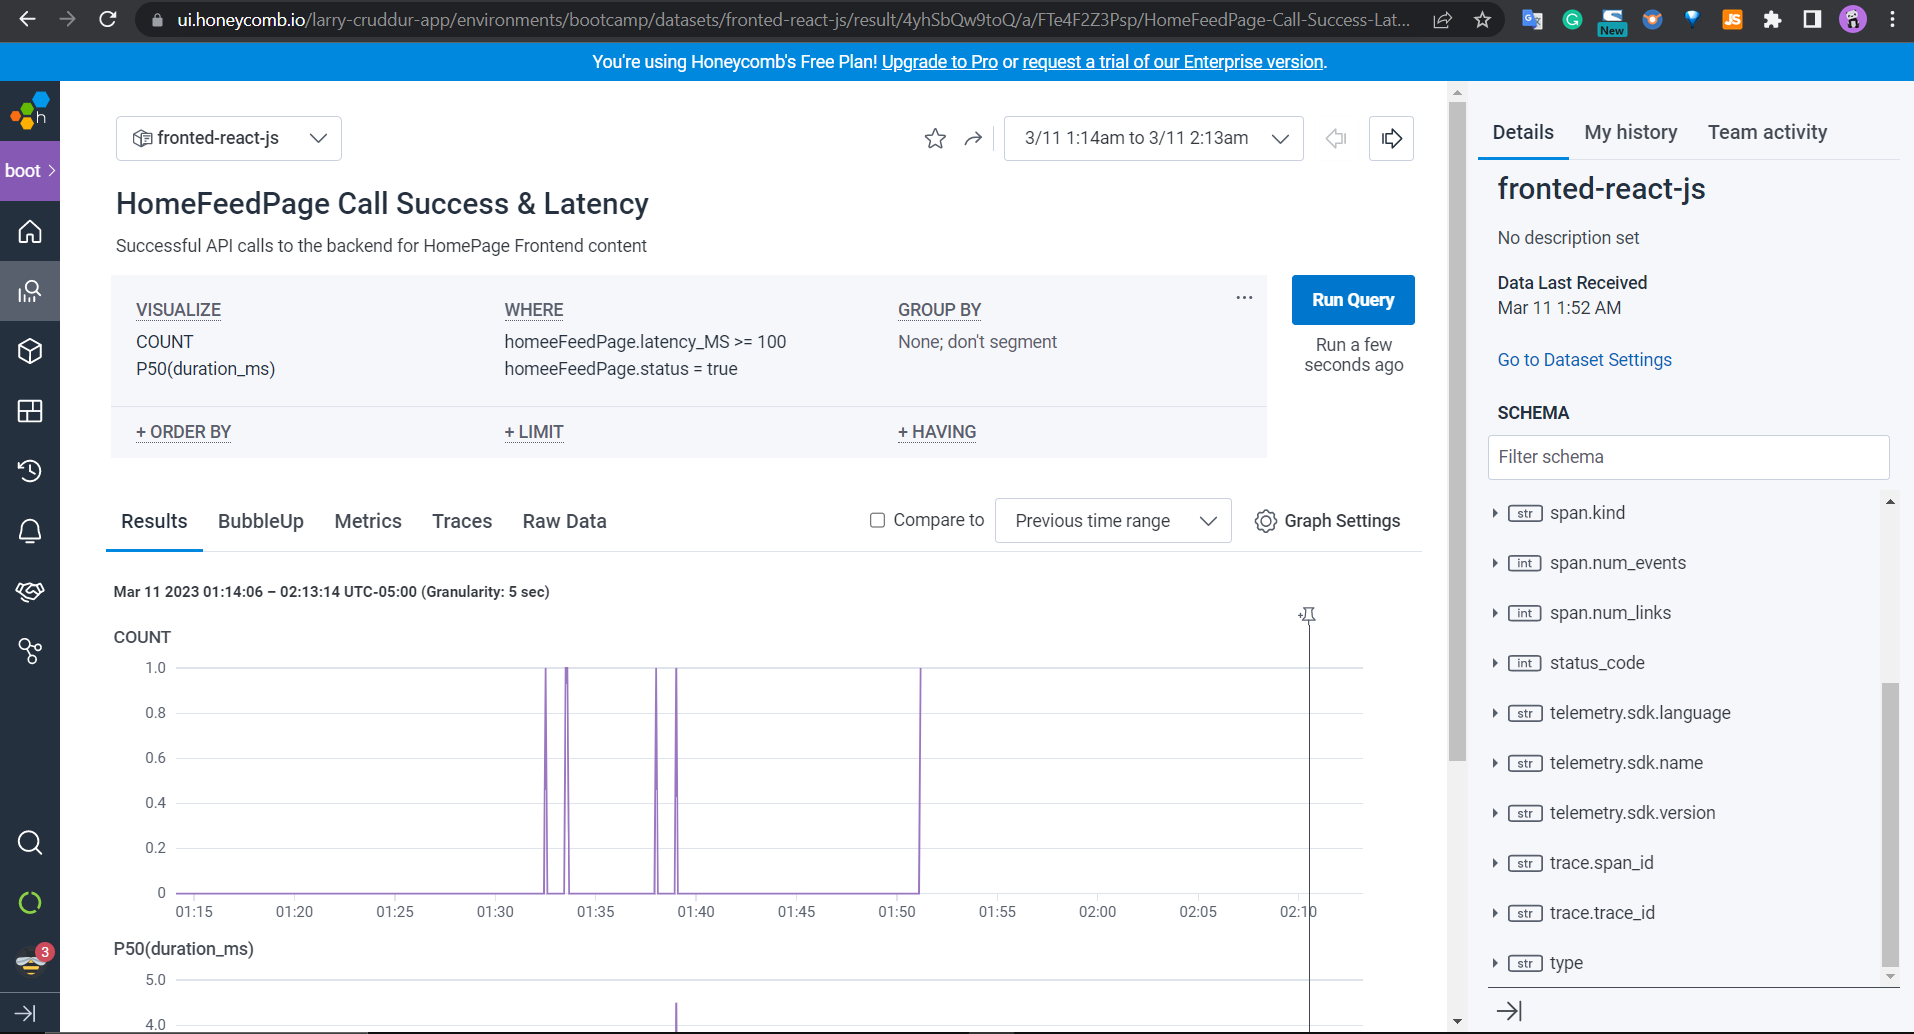 ui.honeycomb.io/larry-cruddur-app/environments/bootcamp/datasets/fronted-react-js/result/4yhSbQw9toQ/a/FTe4F2Z3Psp/HomeFeedPage-Call-Success-Lat...
New
JS
You're using Honeycomb's Free Plan! Upgrade to Pro or request a trial of our Enterprise version.
h
boot >
3
fronted-react-js
3/11 1:14am to 3/11 2:13am
HomeFeedPage Call Success & Latency
Successful API calls to the backend for HomePage Frontend content
VISUALIZE WHERE GROUP BY
COUNT homeeFeedPage.latency_MS >= 100 None; don't segment
P50(duration_ms) homeeFeedPage.status = true
+ ORDER BY + LIMIT + HAVING
...
Run Query
Run a few
seconds ago
Results BubbleUp Metrics Traces Raw Data
Compare to Previous time range Graph Settings
Mar 11 2023 01:14:06 – 02:13:14 UTC-05:00 (Granularity: 5 sec)
COUNT
1.0
0.8
0.6
0.4
0.2
0
01:15 01:20 01:25 01:30 01:35 01:40 01:45 01:50 01:55 02:00 02:05 02:10
P50(duration_ms)
5.0
4.0
Details My history Team activity
fronted-react-js
No description set
Data Last Received
Mar 11 1:52 AM
Go to Dataset Settings
SCHEMA
Filter schema
str span.kind
int span.num_events
int span.num_links
int status_code
str telemetry.sdk.language
str telemetry.sdk.name
str telemetry.sdk.version
str trace.span_id
str trace.trace_id
str type